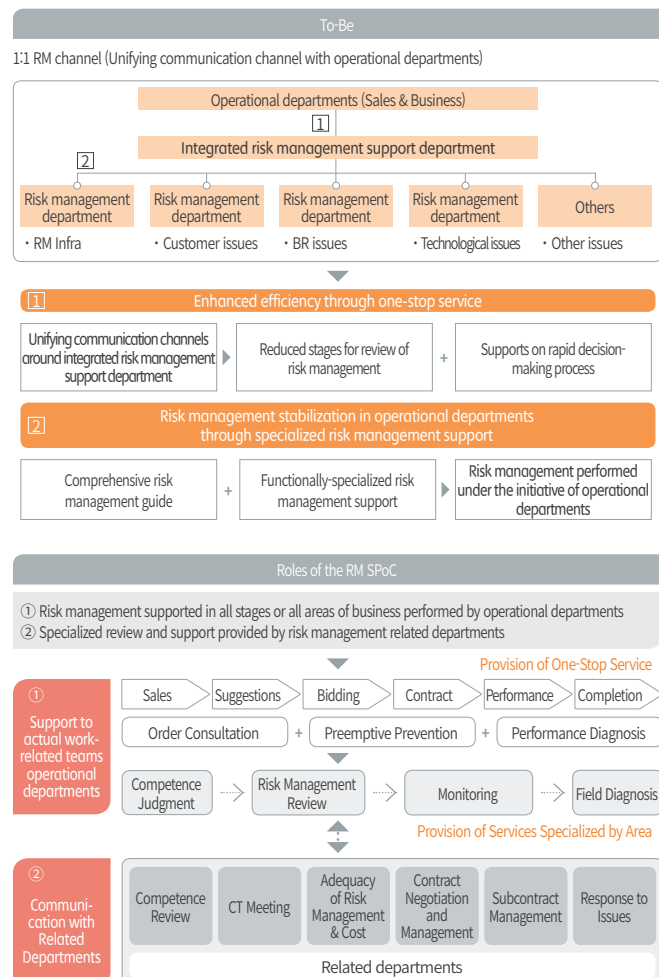 To-Be
1:1 RM channel (Unifying communication channel with operational departments)
Operational departments (Sales & Business)
1
Integrated risk management support department
2
Risk management
department
• RM Infra
Risk management
department
• Customer issues
Risk management
department
• BR issues
Risk management
department
• Technological issues
Others
• Other issues
1
Enhanced efficiency through one-stop service
Unifying communication channels
around integrated risk management
support department
Reduced stages for review of
risk management
+
Supports on rapid decision-
making process
2
Risk management stabilization in operational departments
through specialized risk management support
Comprehensive risk
management guide
+
Functionally-specialized risk
management support
Risk management performed
under the initiative of operational
departments
Roles of the RM SPoC
① Risk management supported in all stages or all areas of business performed by operational departments
② Specialized review and support provided by risk management related departments
Provision of One-Stop Service
①
Support to
actual work-
related teams
operational
departments
Sales
Suggestions
Bidding
Contract
Performance
Completion
Order Consultation
+
Preemptive Prevention
+
Performance Diagnosis
Competence
Judgment
Risk Management
Review
Monitoring
Field Diagnosis
Provision of Services Specialized by Area
②
Communi-
cation with
Related
Departments
Competence
Review
CT Meeting
Adequacy
of Risk
Management
& Cost
Contract
Negotiation
and
Management
Subcontract
Management
Response to
Issues
Related departments